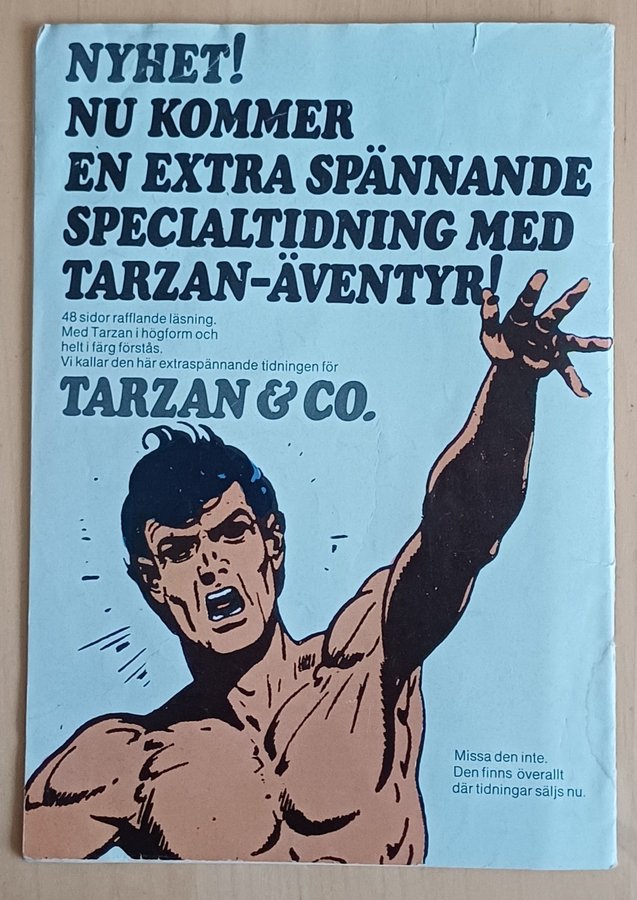 NYHET!
NU KOMMER
EN EXTRA SPÄNNANDE
SPECIALTIDNING MED
TARZAN-ÄVENTYR!
48 sidor rafflande läsning.
Med Tarzan i högform och
helt i färg förstås.
Vi kallar den här extraspännande tidningen för
TARZAN & CO.
Missa den inte.
Den finns överallt
där tidningar säljs nu.